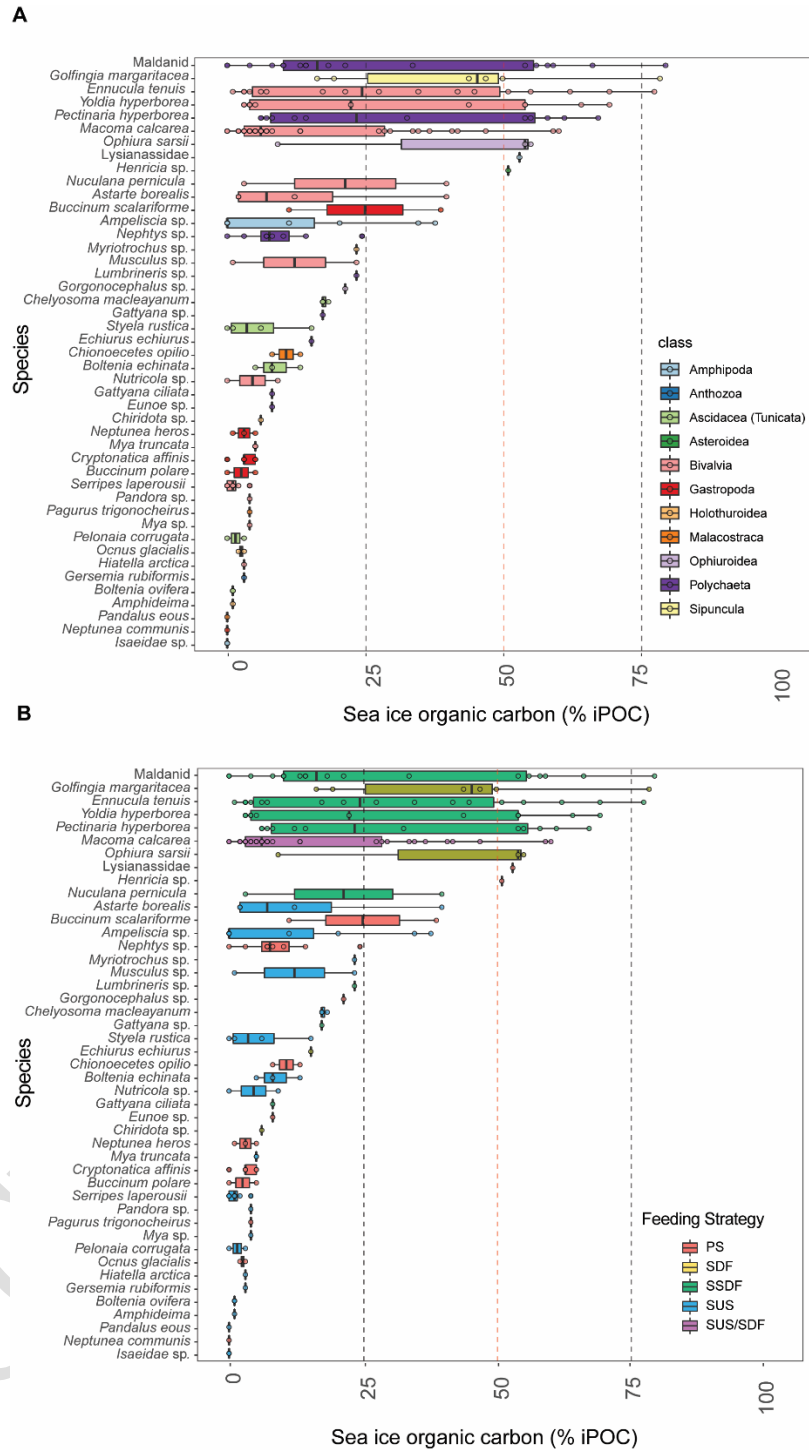 A
Maldanid
Golfingia margaritacea
Ennucula tenuis
Yoldia hyperborea
Pectinaria hyperborea
Macoma calcarea
Ophiura sarsii
Lysianassidae
Henricia sp.
Nuculana pernicula
Astarte borealis
Buccinum scalariforme
Ampeliscia sp.
Nephtys sp.
Myriotrochus sp.
Musculus sp.
Lumbrineris sp.
Gorgonocephalus sp.
Chelyosoma macleayanum
Gattyana sp.
Styela rustica
Echiurus echiurus
Chionoecetes opilio
Boltenia echinata
Nutricola sp.
Gattyana ciliata
Eunoe sp.
Chiridota sp.
Neptunea heros
Mya truncata
Cryptonatica affinis
Buccinum polare
Serripes laperousii
Pandora sp.
Pagurus trigonocheirus
Mya sp.
Pelonaia corrugata
Ocnus glacialis
Hiatella arctica
Gersemia rubiformis
Boltenia ovifera
Amphideima
Pandalus eous
Neptunea communis
Isaeidae sp.
Species
class
Amphipoda
Anthozoa
Ascidacea (Tunicata)
Asteroidea
Bivalvia
Gastropoda
Holothuroidea
Malacostraca
Ophiuroidea
Polychaeta
Sipuncula
0
25
50
75
100
Sea ice organic carbon (% iPOC)
B
Maldanid
Golfingia margaritacea
Ennucula tenuis
Yoldia hyperborea
Pectinaria hyperborea
Macoma calcarea
Ophiura sarsii
Lysianassidae
Henricia sp.
Nuculana pernicula
Astarte borealis
Buccinum scalariforme
Ampeliscia sp.
Nephtys sp.
Myriotrochus sp.
Musculus sp.
Lumbrineris sp.
Gorgonocephalus sp.
Chelyosoma macleayanum
Gattyana sp.
Styela rustica
Echiurus echiurus
Chionoecetes opilio
Boltenia echinata
Nutricola sp.
Gattyana ciliata
Eunoe sp.
Chiridota sp.
Neptunea heros
Mya truncata
Cryptonatica affinis
Buccinum polare
Serripes laperousii
Pandora sp.
Pagurus trigonocheirus
Mya sp.
Pelonaia corrugata
Ocnus glacialis
Hiatella arctica
Gersemia rubiformis
Boltenia ovifera
Amphideima
Pandalus eous
Neptunea communis
Isaeidae sp.
Species
Feeding Strategy
PS
SDF
SSDF
SUS
SUS/SDF
0
25
50
75
100
Sea ice organic carbon (% iPOC)